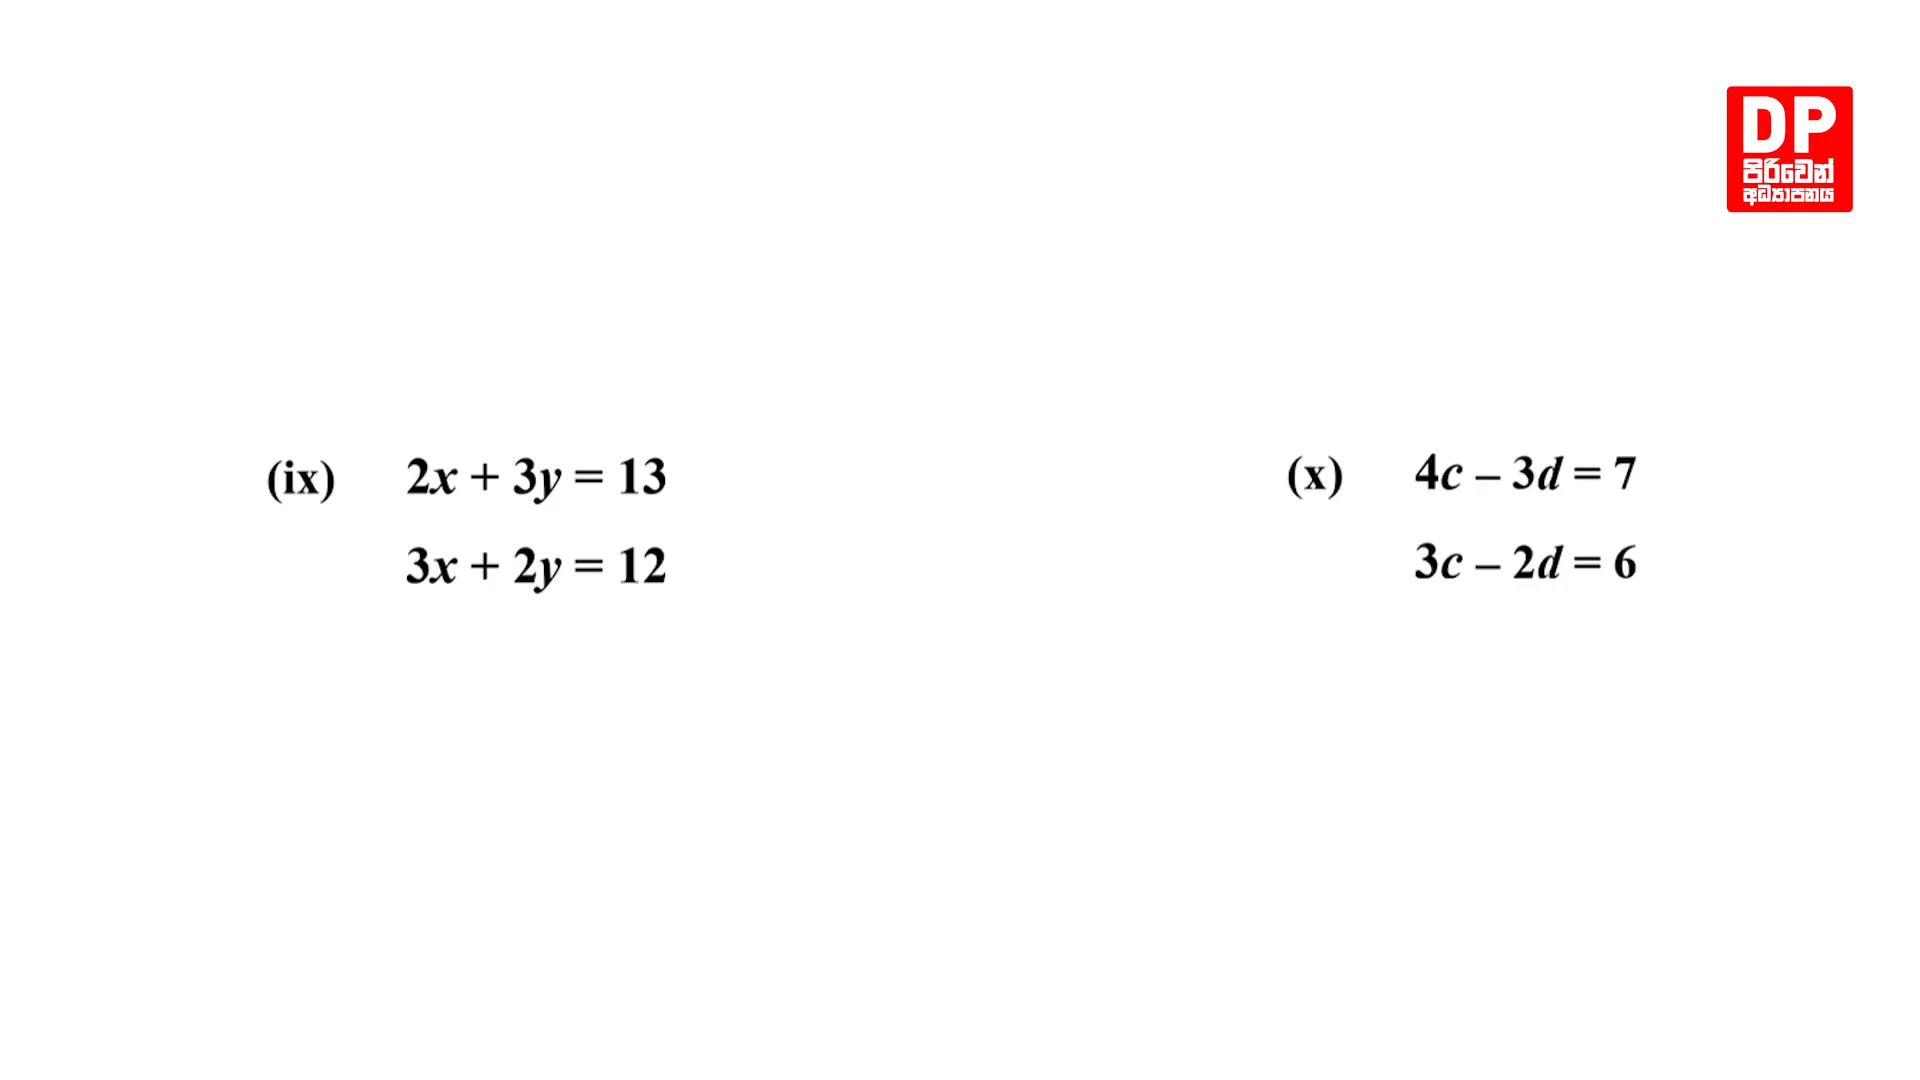 DP
පිරිවෙන්
අධ්‍යාපනය
(ix) 2x + 3y = 13
3x + 2y = 12
(x) 4c – 3d = 7
3c – 2d = 6